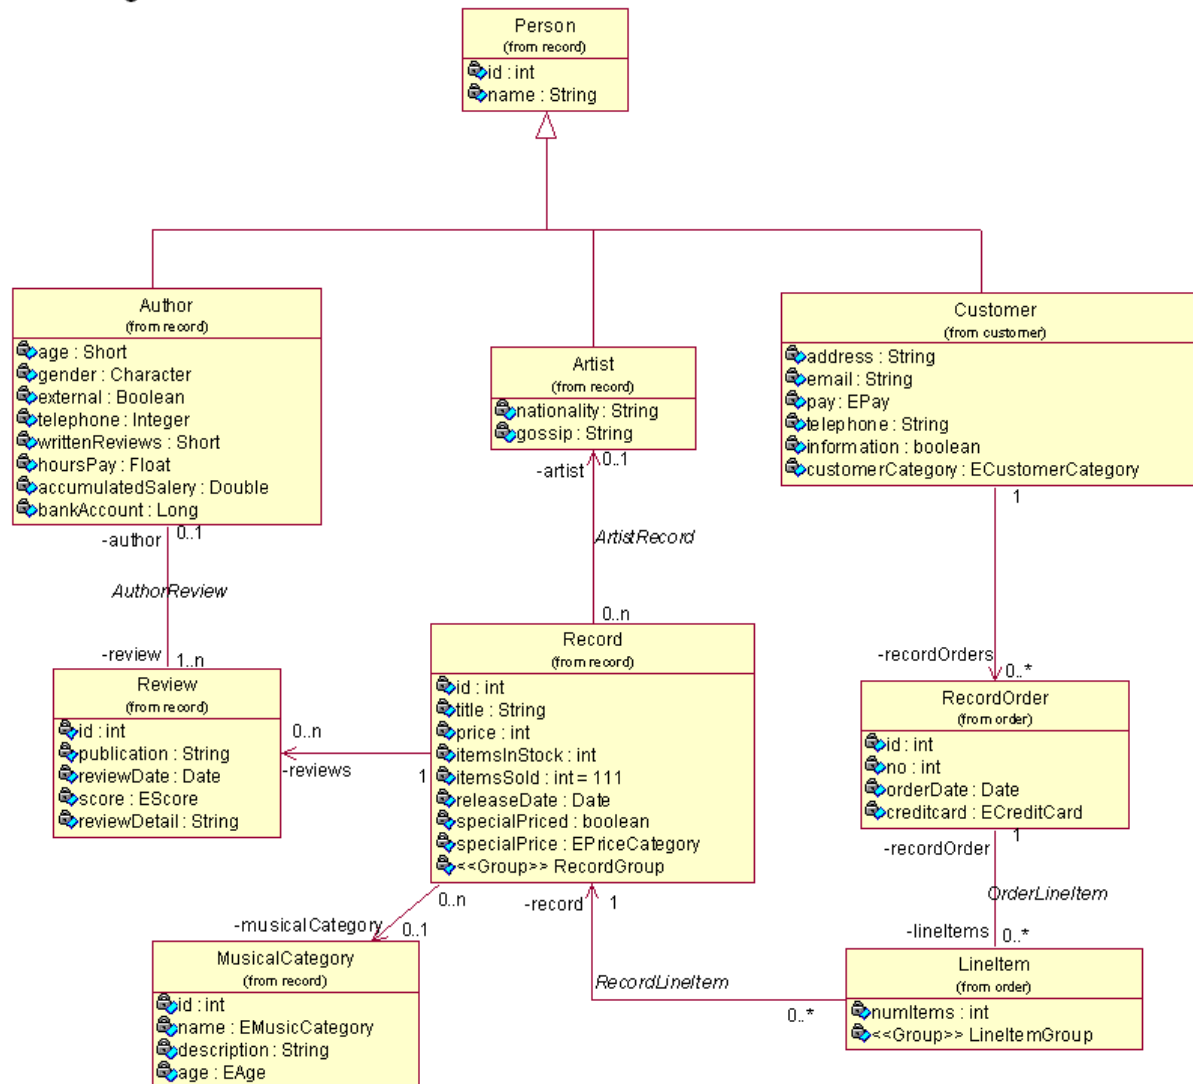 Person
(from record)
id : int
name : String
Author
(from record)
age : Short
gender : Character
external : Boolean
telephone : Integer
writtenReviews : Short
hoursPay : Float
accumulatedSalery : Double
bankAccount : Long
Artist
(from record)
nationality : String
gossip : String
Customer
(from customer)
address : String
email : String
pay : EPay
telephone : String
information : boolean
customerCategory : ECustomerCategory
-author
0..1
AuthorReview
-review
1..n
-artist
0..1
ArtistRecord
0..n
1
-recordOrders
0..*
Review
(from record)
id : int
publication : String
reviewDate : Date
score : EScore
reviewDetail : String
0..n
-reviews
1
Record
(from record)
id : int
title : String
price : int
itemsInStock : int
itemsSold : int = 111
releaseDate : Date
specialPriced : boolean
specialPrice : EPriceCategory
<<Group>> RecordGroup
RecordOrder
(from order)
id : int
no : int
orderDate : Date
creditcard : ECreditCard
0..n
-musicalCategory
0..1
-record
1
RecordLineItem
0..*
1
-recordOrder
OrderLineItem
-lineItems
0..*
MusicalCategory
(from record)
id : int
name : EMusicCategory
description : String
age : EAge
LineItem
(from order)
numItems : int
<<Group>> LineItemGroup